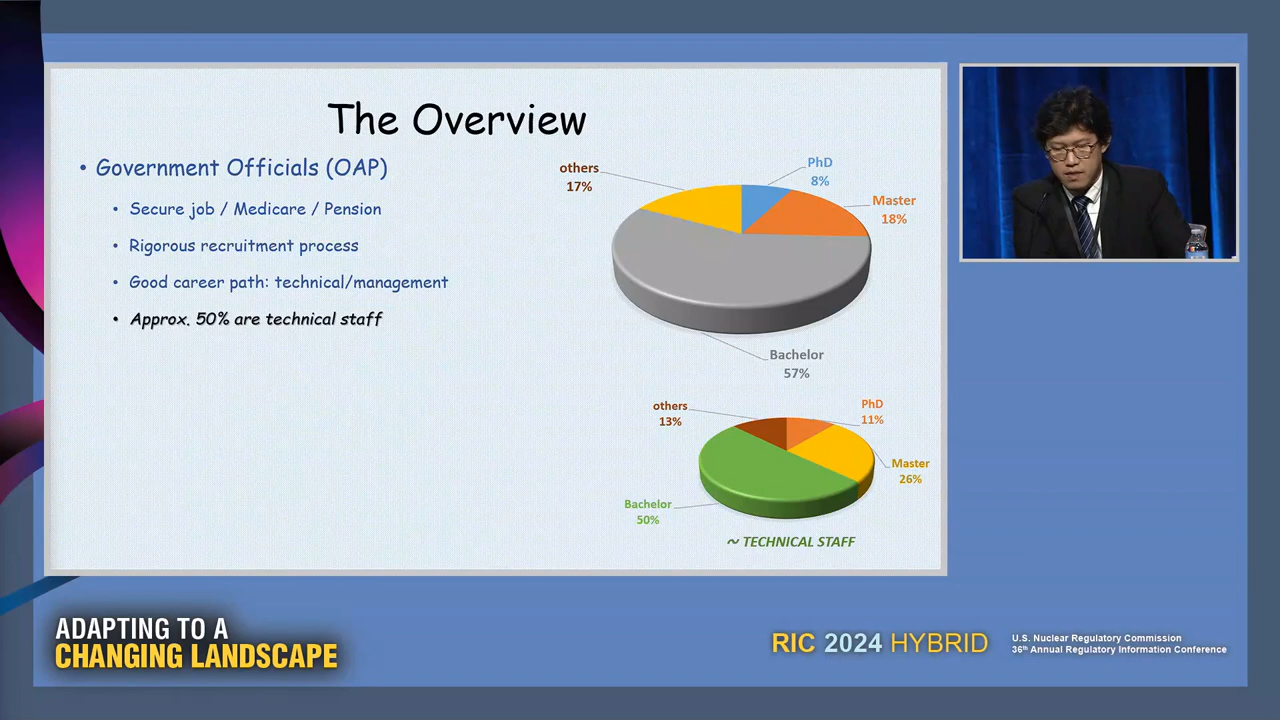 The Overview
• Government Officials (OAP)
• Secure job / Medicare / Pension
• Rigorous recruitment process
• Good career path: technical/management
• Approx. 50% are technical staff
others
17%
PhD
8%
Master
18%
Bachelor
57%
others
13%
PhD
11%
Master
26%
Bachelor
50%
~ TECHNICAL STAFF
ADAPTING TO A
CHANGING LANDSCAPE
RIC 2024 HYBRID
U.S. Nuclear Regulatory Commission
36th Annual Regulatory Information Conference